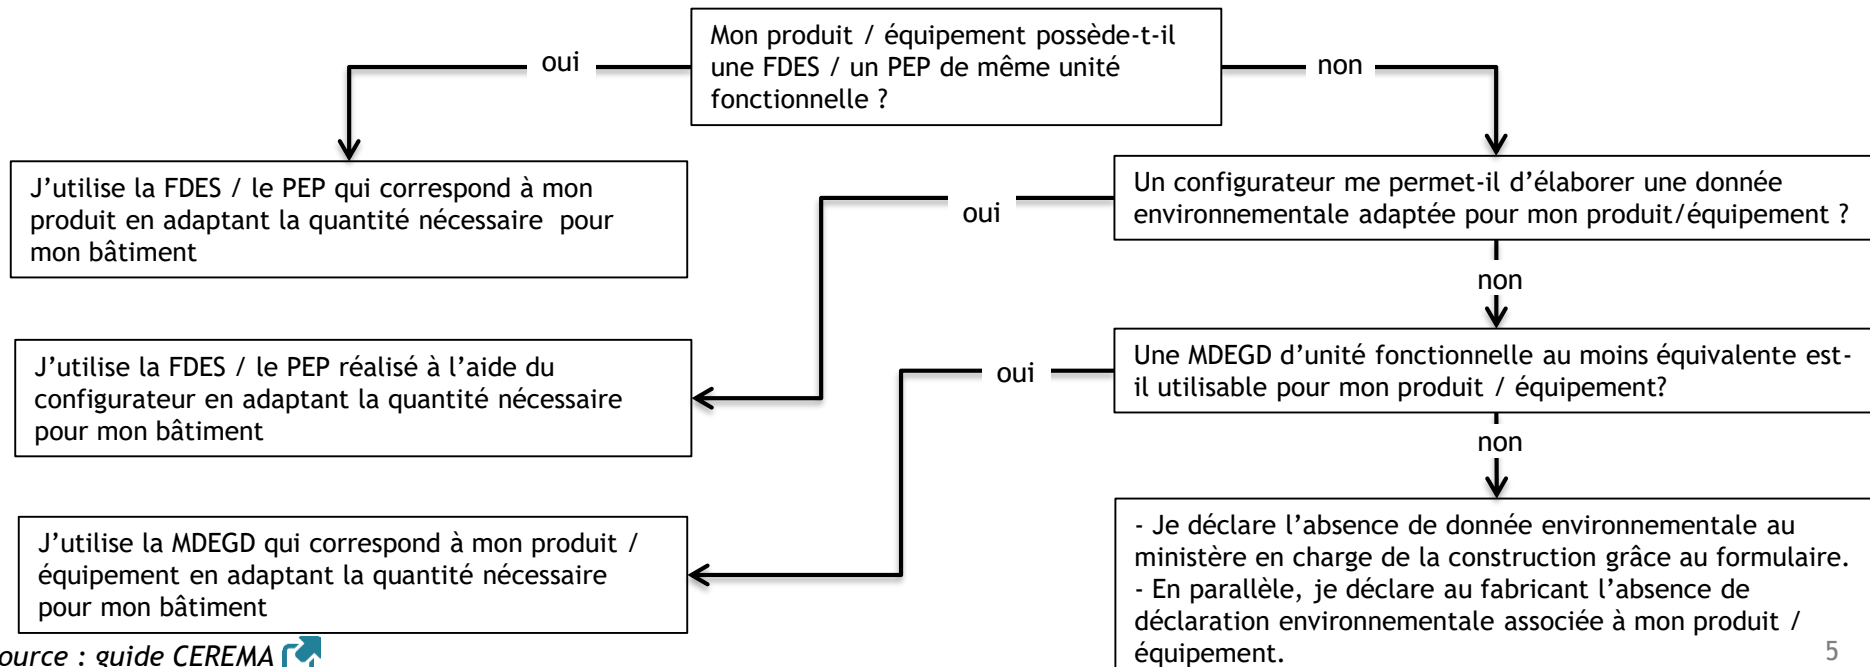 Mon produit / équipement possède-t-il
une FDES / un PEP de même unité
fonctionnelle ?
oui
non
J’utilise la FDES / le PEP qui correspond à mon
produit en adaptant la quantité nécessaire pour
mon bâtiment
Un configurateur me permet-il d’élaborer une donnée
environnementale adaptée pour mon produit/équipement ?
oui
non
J’utilise la FDES / le PEP réalisé à l’aide du
configurateur en adaptant la quantité nécessaire
pour mon bâtiment
Une MDEGD d’unité fonctionnelle au moins équivalente est-
il utilisable pour mon produit / équipement?
oui
non
J’utilise la MDEGD qui correspond à mon produit /
équipement en adaptant la quantité nécessaire
pour mon bâtiment
- Je déclare l’absence de donnée environnementale au
ministère en charge de la construction grâce au formulaire.
- En parallèle, je déclare au fabricant l’absence de
déclaration environnementale associée à mon produit /
équipement.
ource : guide CEREMA
5